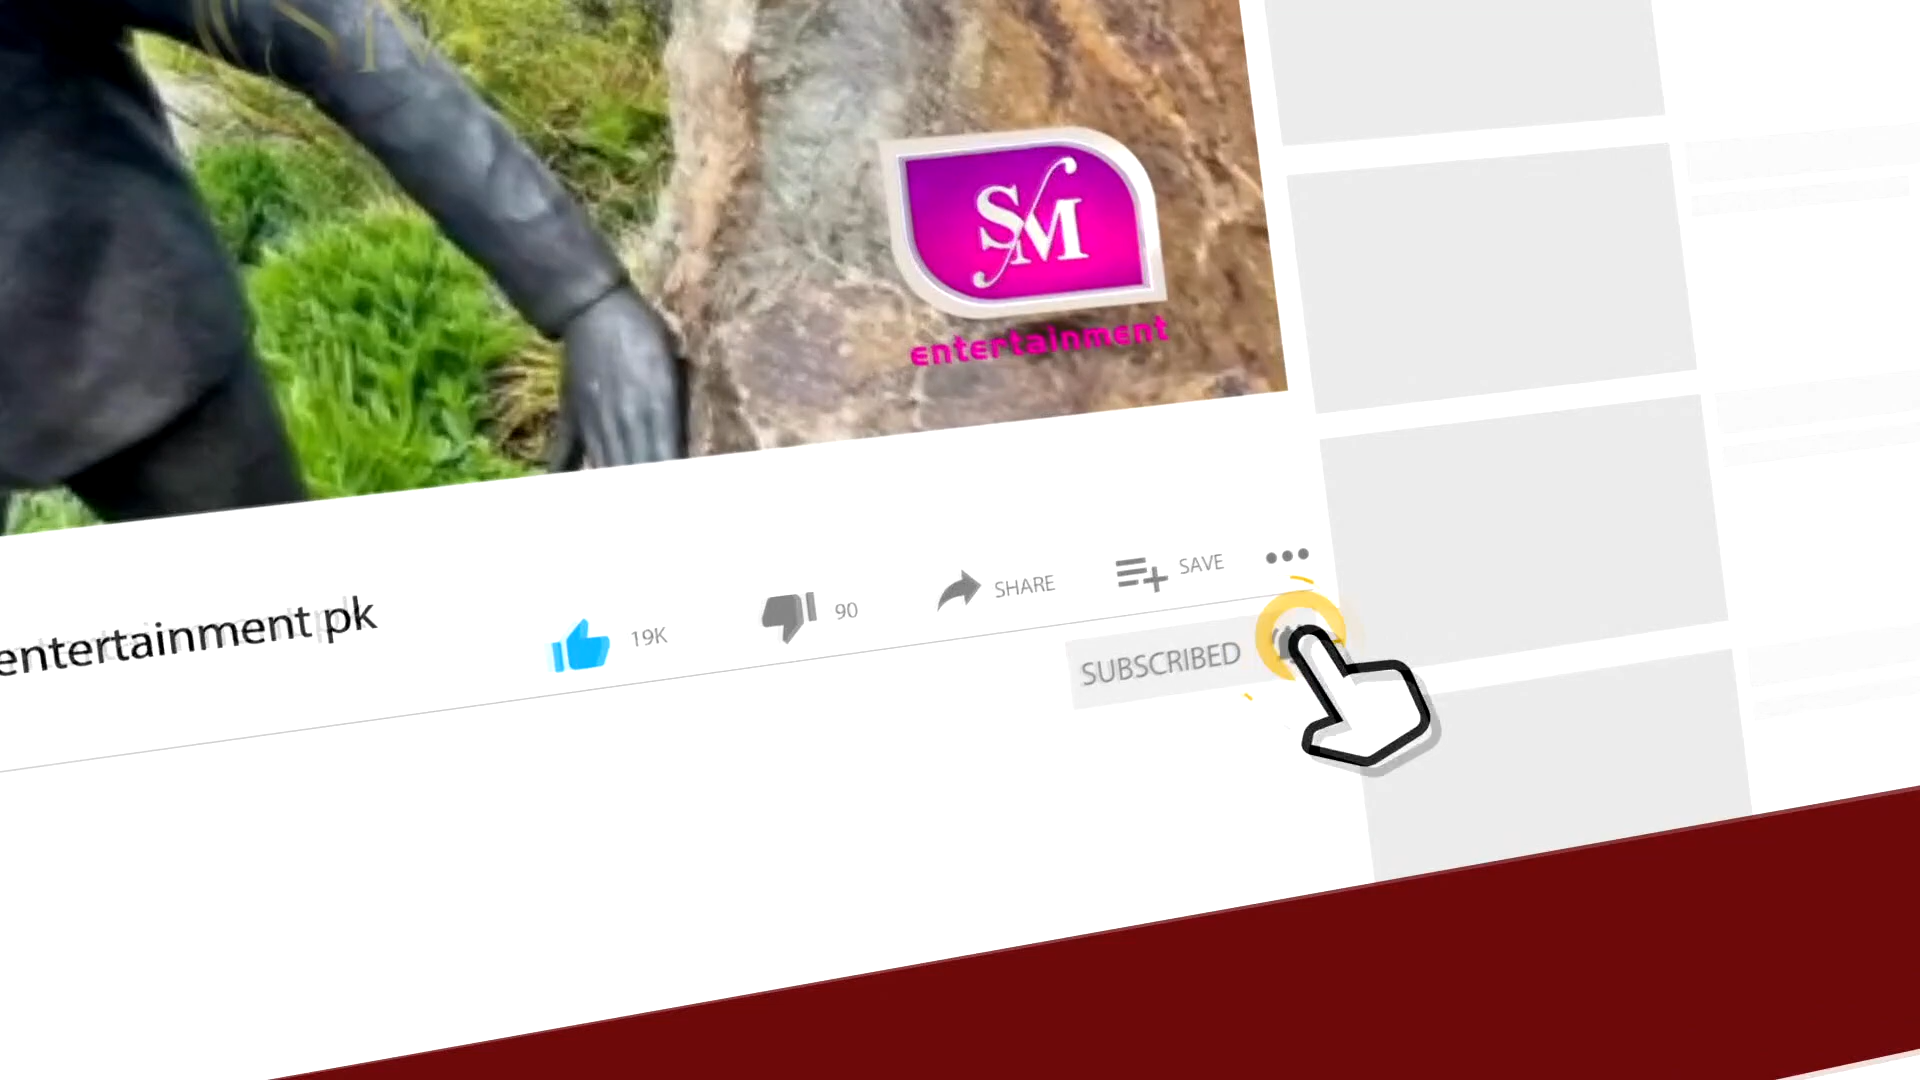 SM
entertainment
entertainment pk
19K
90
SHARE
SAVE
SUBSCRIBED